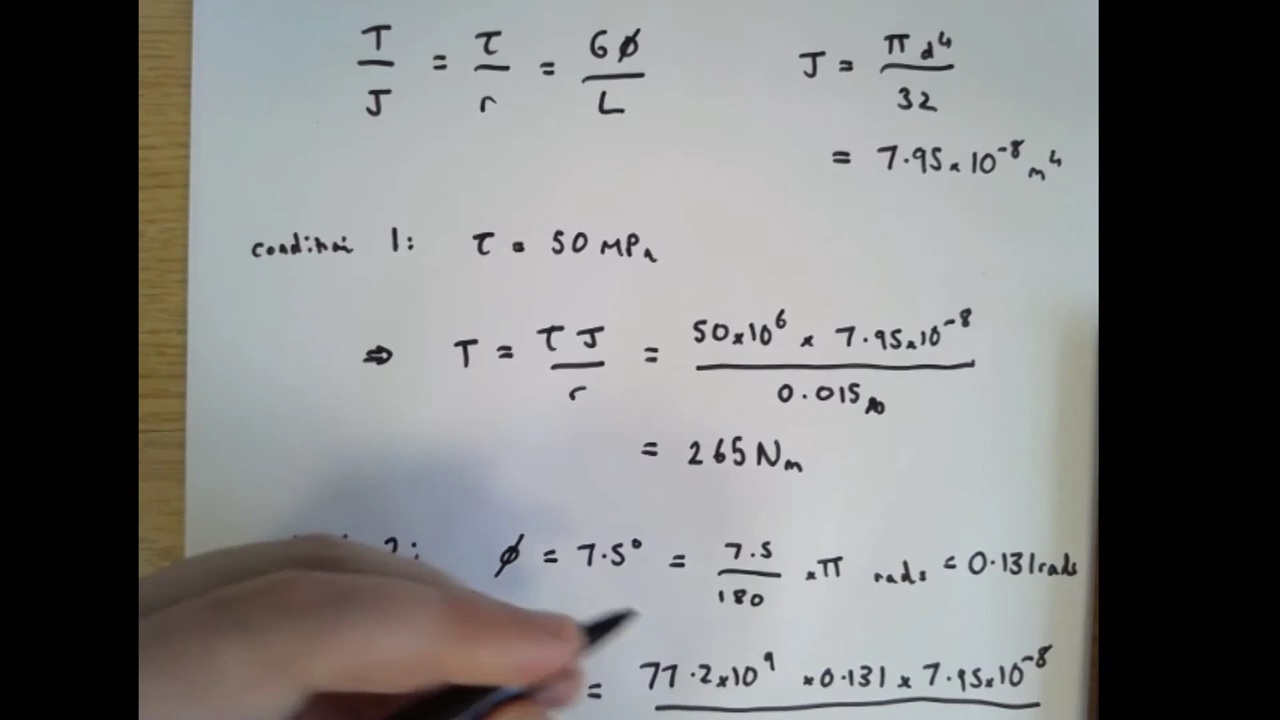 T/J = τ/r = Gφ/L
J = πd⁴/32
= 7.95×10⁻⁸ m⁴
condition 1: τ = 50 MPa
⇒ T = τJ/r = 50×10⁶ × 7.95×10⁻⁸/0.015
= 265 Nm
2: φ = 7.5° = 7.5/180 ×π rads = 0.131rads
= 77.2×10⁹ ×0.131 × 7.95×10⁻⁸